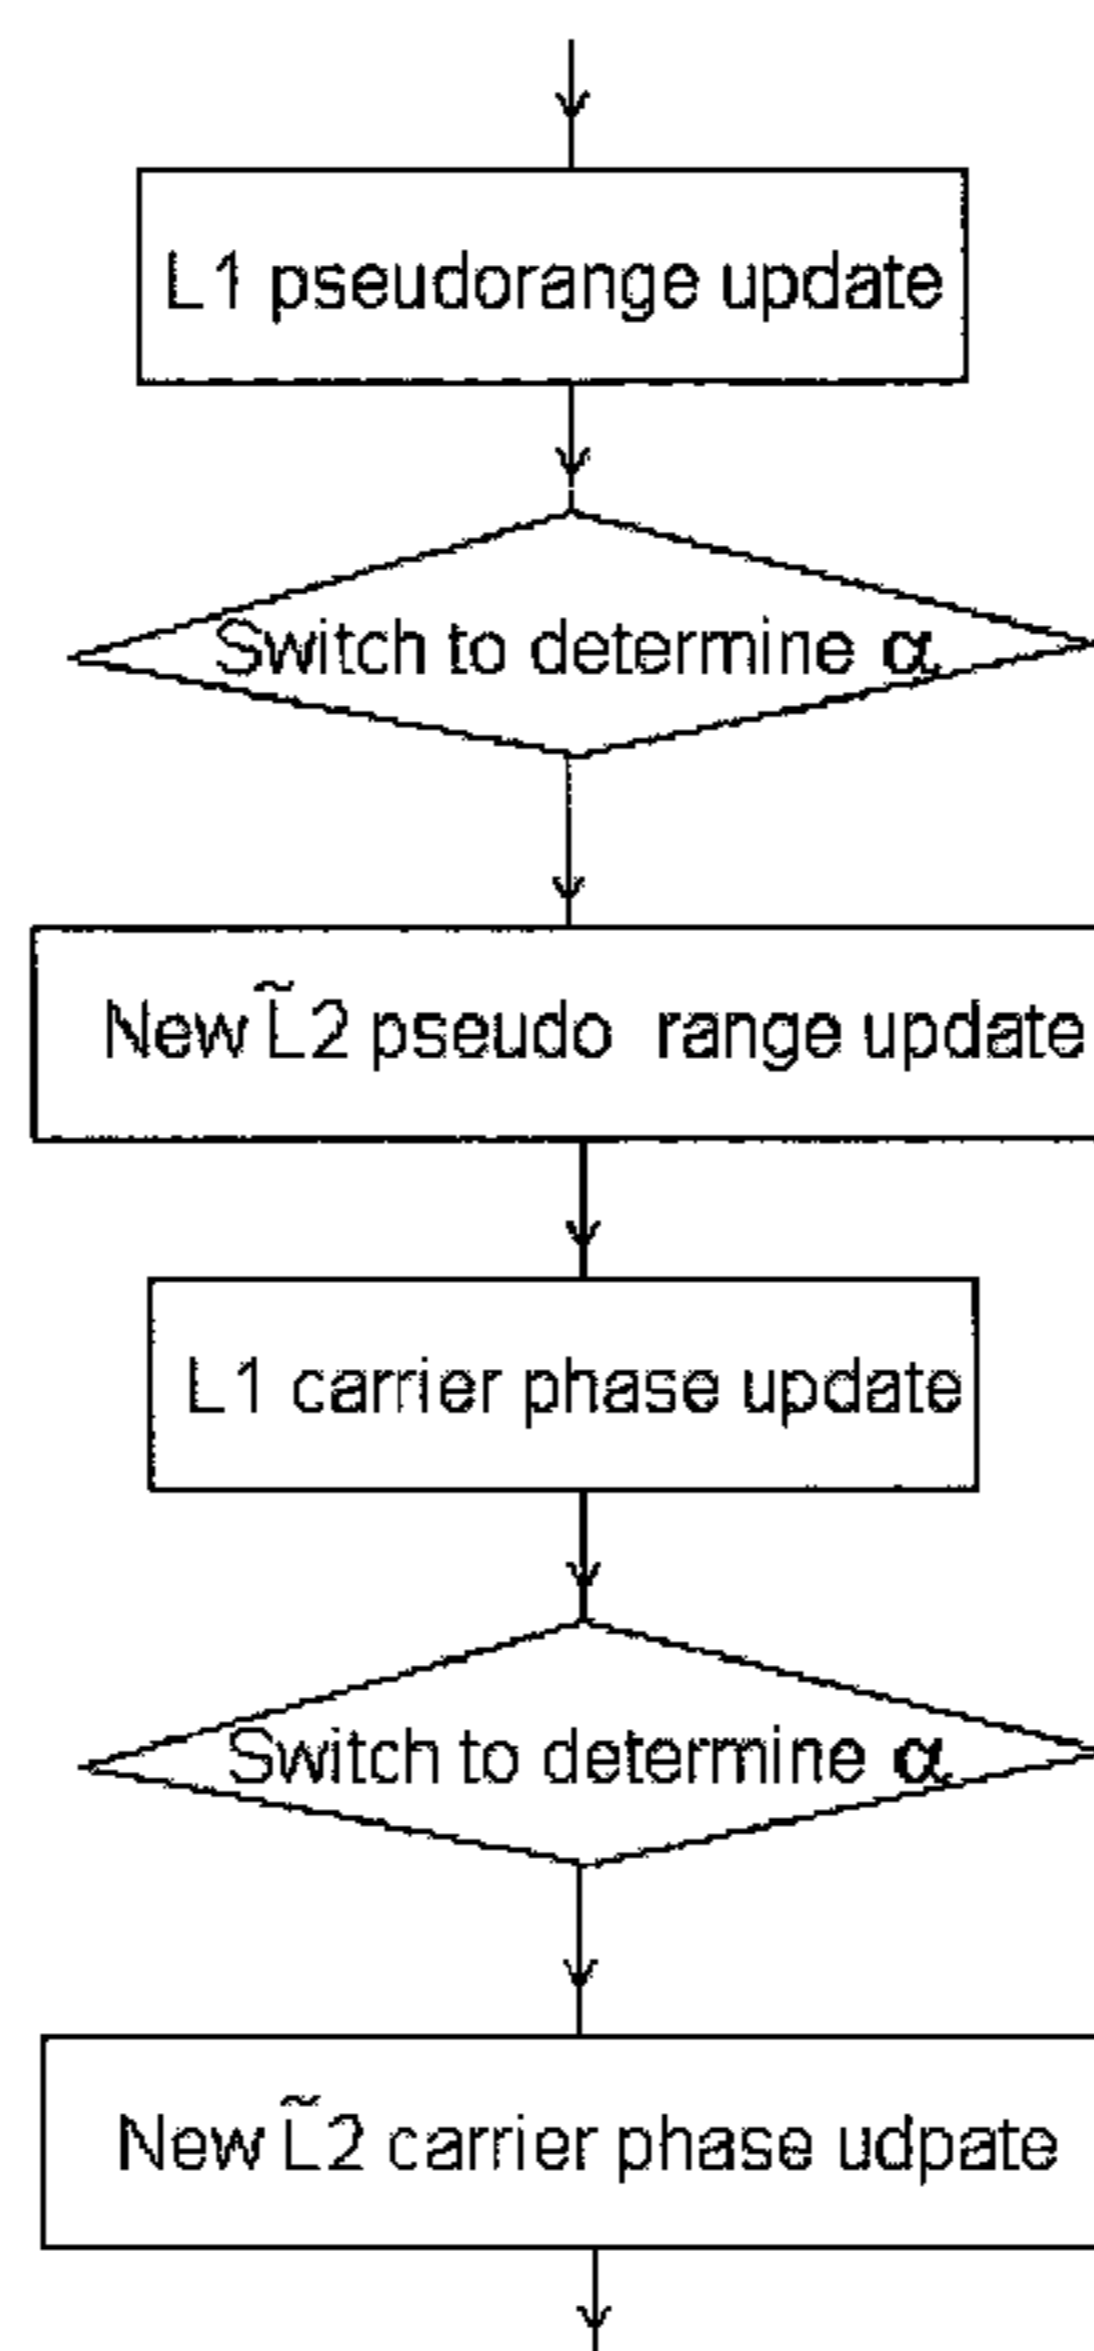 L1 pseudorange update
Switch to determine α
New L̃2 pseudo range update
L1 carrier phase update
Switch to determine α
New L̃2 carrier phase udpate